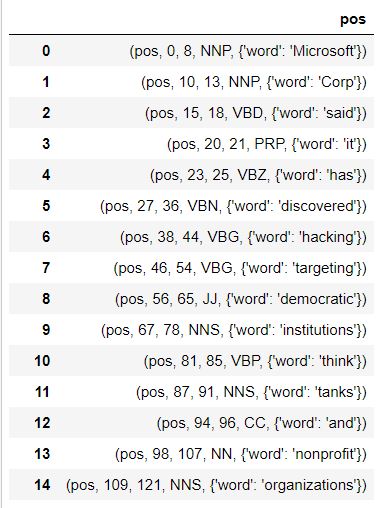 pos
0 (pos, 0, 8, NNP, {'word': 'Microsoft'})
1 (pos, 10, 13, NNP, {'word': 'Corp'})
2 (pos, 15, 18, VBD, {'word': 'said'})
3 (pos, 20, 21, PRP, {'word': 'it'})
4 (pos, 23, 25, VBZ, {'word': 'has'})
5 (pos, 27, 36, VBN, {'word': 'discovered'})
6 (pos, 38, 44, VBG, {'word': 'hacking'})
7 (pos, 46, 54, VBG, {'word': 'targeting'})
8 (pos, 56, 65, JJ, {'word': 'democratic'})
9 (pos, 67, 78, NNS, {'word': 'institutions'})
10 (pos, 81, 85, VBP, {'word': 'think'})
11 (pos, 87, 91, NNS, {'word': 'tanks'})
12 (pos, 94, 96, CC, {'word': 'and'})
13 (pos, 98, 107, NN, {'word': 'nonprofit'})
14 (pos, 109, 121, NNS, {'word': 'organizations'})